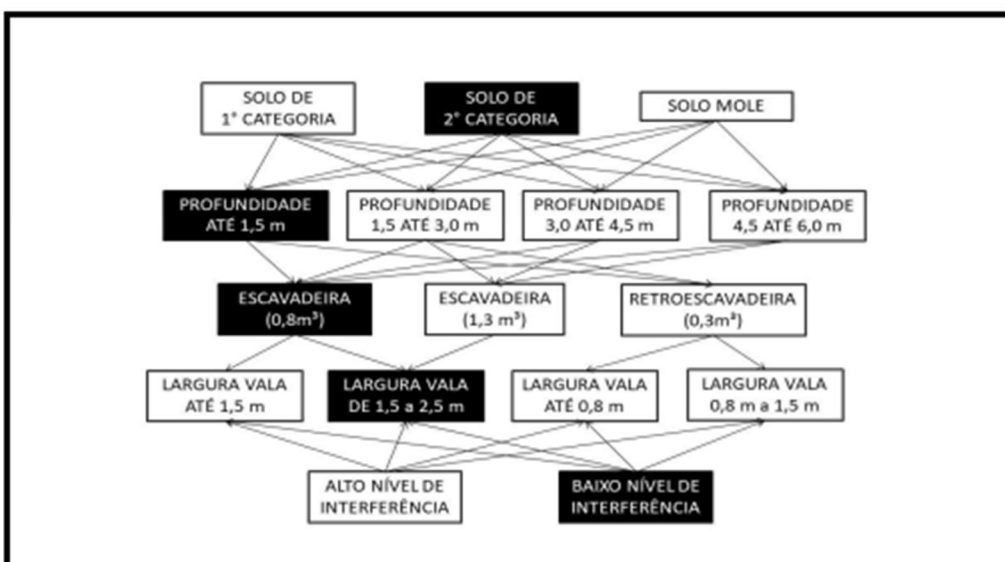 SOLO DE
1° CATEGORIA
SOLO DE
2° CATEGORIA
SOLO MOLE
PROFUNDIDADE
ATÉ 1,5 m
PROFUNDIDADE
1,5 ATÉ 3,0 m
PROFUNDIDADE
3,0 ATÉ 4,5 m
PROFUNDIDADE
4,5 ATÉ 6,0 m
ESCAVADEIRA
(0,8m³)
ESCAVADEIRA
(1,3 m³)
RETROESCAVADEIRA
(0,3m³)
LARGURA VALA
ATÉ 1,5 m
LARGURA VALA
DE 1,5 a 2,5 m
LARGURA VALA
ATÉ 0,8 m
LARGURA VALA
0,8 m a 1,5 m
ALTO NÍVEL DE
INTERFERÊNCIA
BAIXO NÍVEL DE
INTERFERÊNCIA